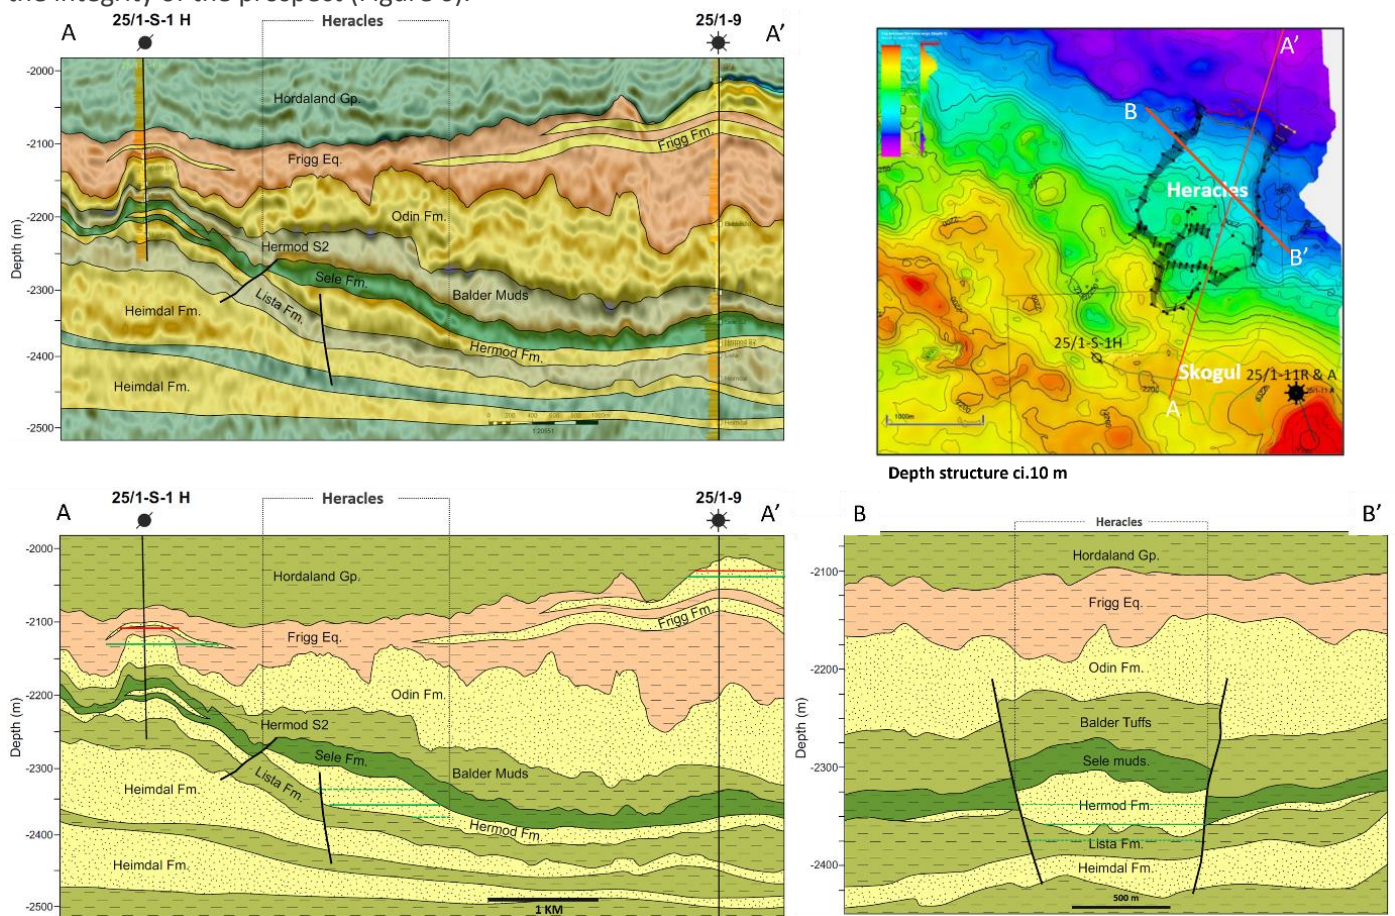 the integrity of the prospect (Figure 6).
25/1-S-1 H
Heracles
25/1-9
A
A'
Depth (m)
-2000
-2100
-2200
-2300
-2400
-2500
Hordaland Gp.
Frigg Eq.
Frigg Fm.
Odin Fm.
Hermod S2
Sele Fm.
Balder Muds
Lista Fm.
Heimdal Fm.
Hermod Fm.
Heimdal Fm.
A'
B
Heracles
B'
25/1-S-1H
Skogul
25/1-11R & A
A
1000m
Depth structure ci.10 m
25/1-S-1 H
Heracles
25/1-9
A
A'
Depth (m)
-2000
-2100
-2200
-2300
-2400
-2500
Hordaland Gp.
Frigg Eq.
Frigg Fm.
Odin Fm.
Hermod S2
Sele Fm.
Balder Muds
Lista Fm.
Heimdal Fm.
Hermod Fm.
Heimdal Fm.
1 KM
B
B'
Heracles
Depth (m)
-2100
-2200
-2300
-2400
Hordaland Gp.
Frigg Eq.
Odin Fm.
Balder Tuffs
Sele muds.
Hermod Fm.
Lista Fm.
Heimdal Fm.
500 m